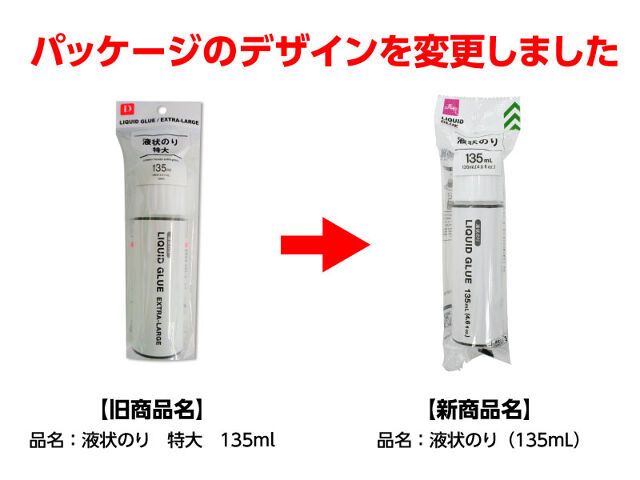 パッケージのデザインを変更しました
D
LIQUID GLUE / EXTRA-LARGE
液状のり
特大
135ml
LIQUID GLUE EXTRA-LARGE
LIQUID
GLUE
液状のり
135mL
LIQUID GLUE 135mL
【旧商品名】
品名：液状のり　特大　135ml
【新商品名】
品名：液状のり（135mL）